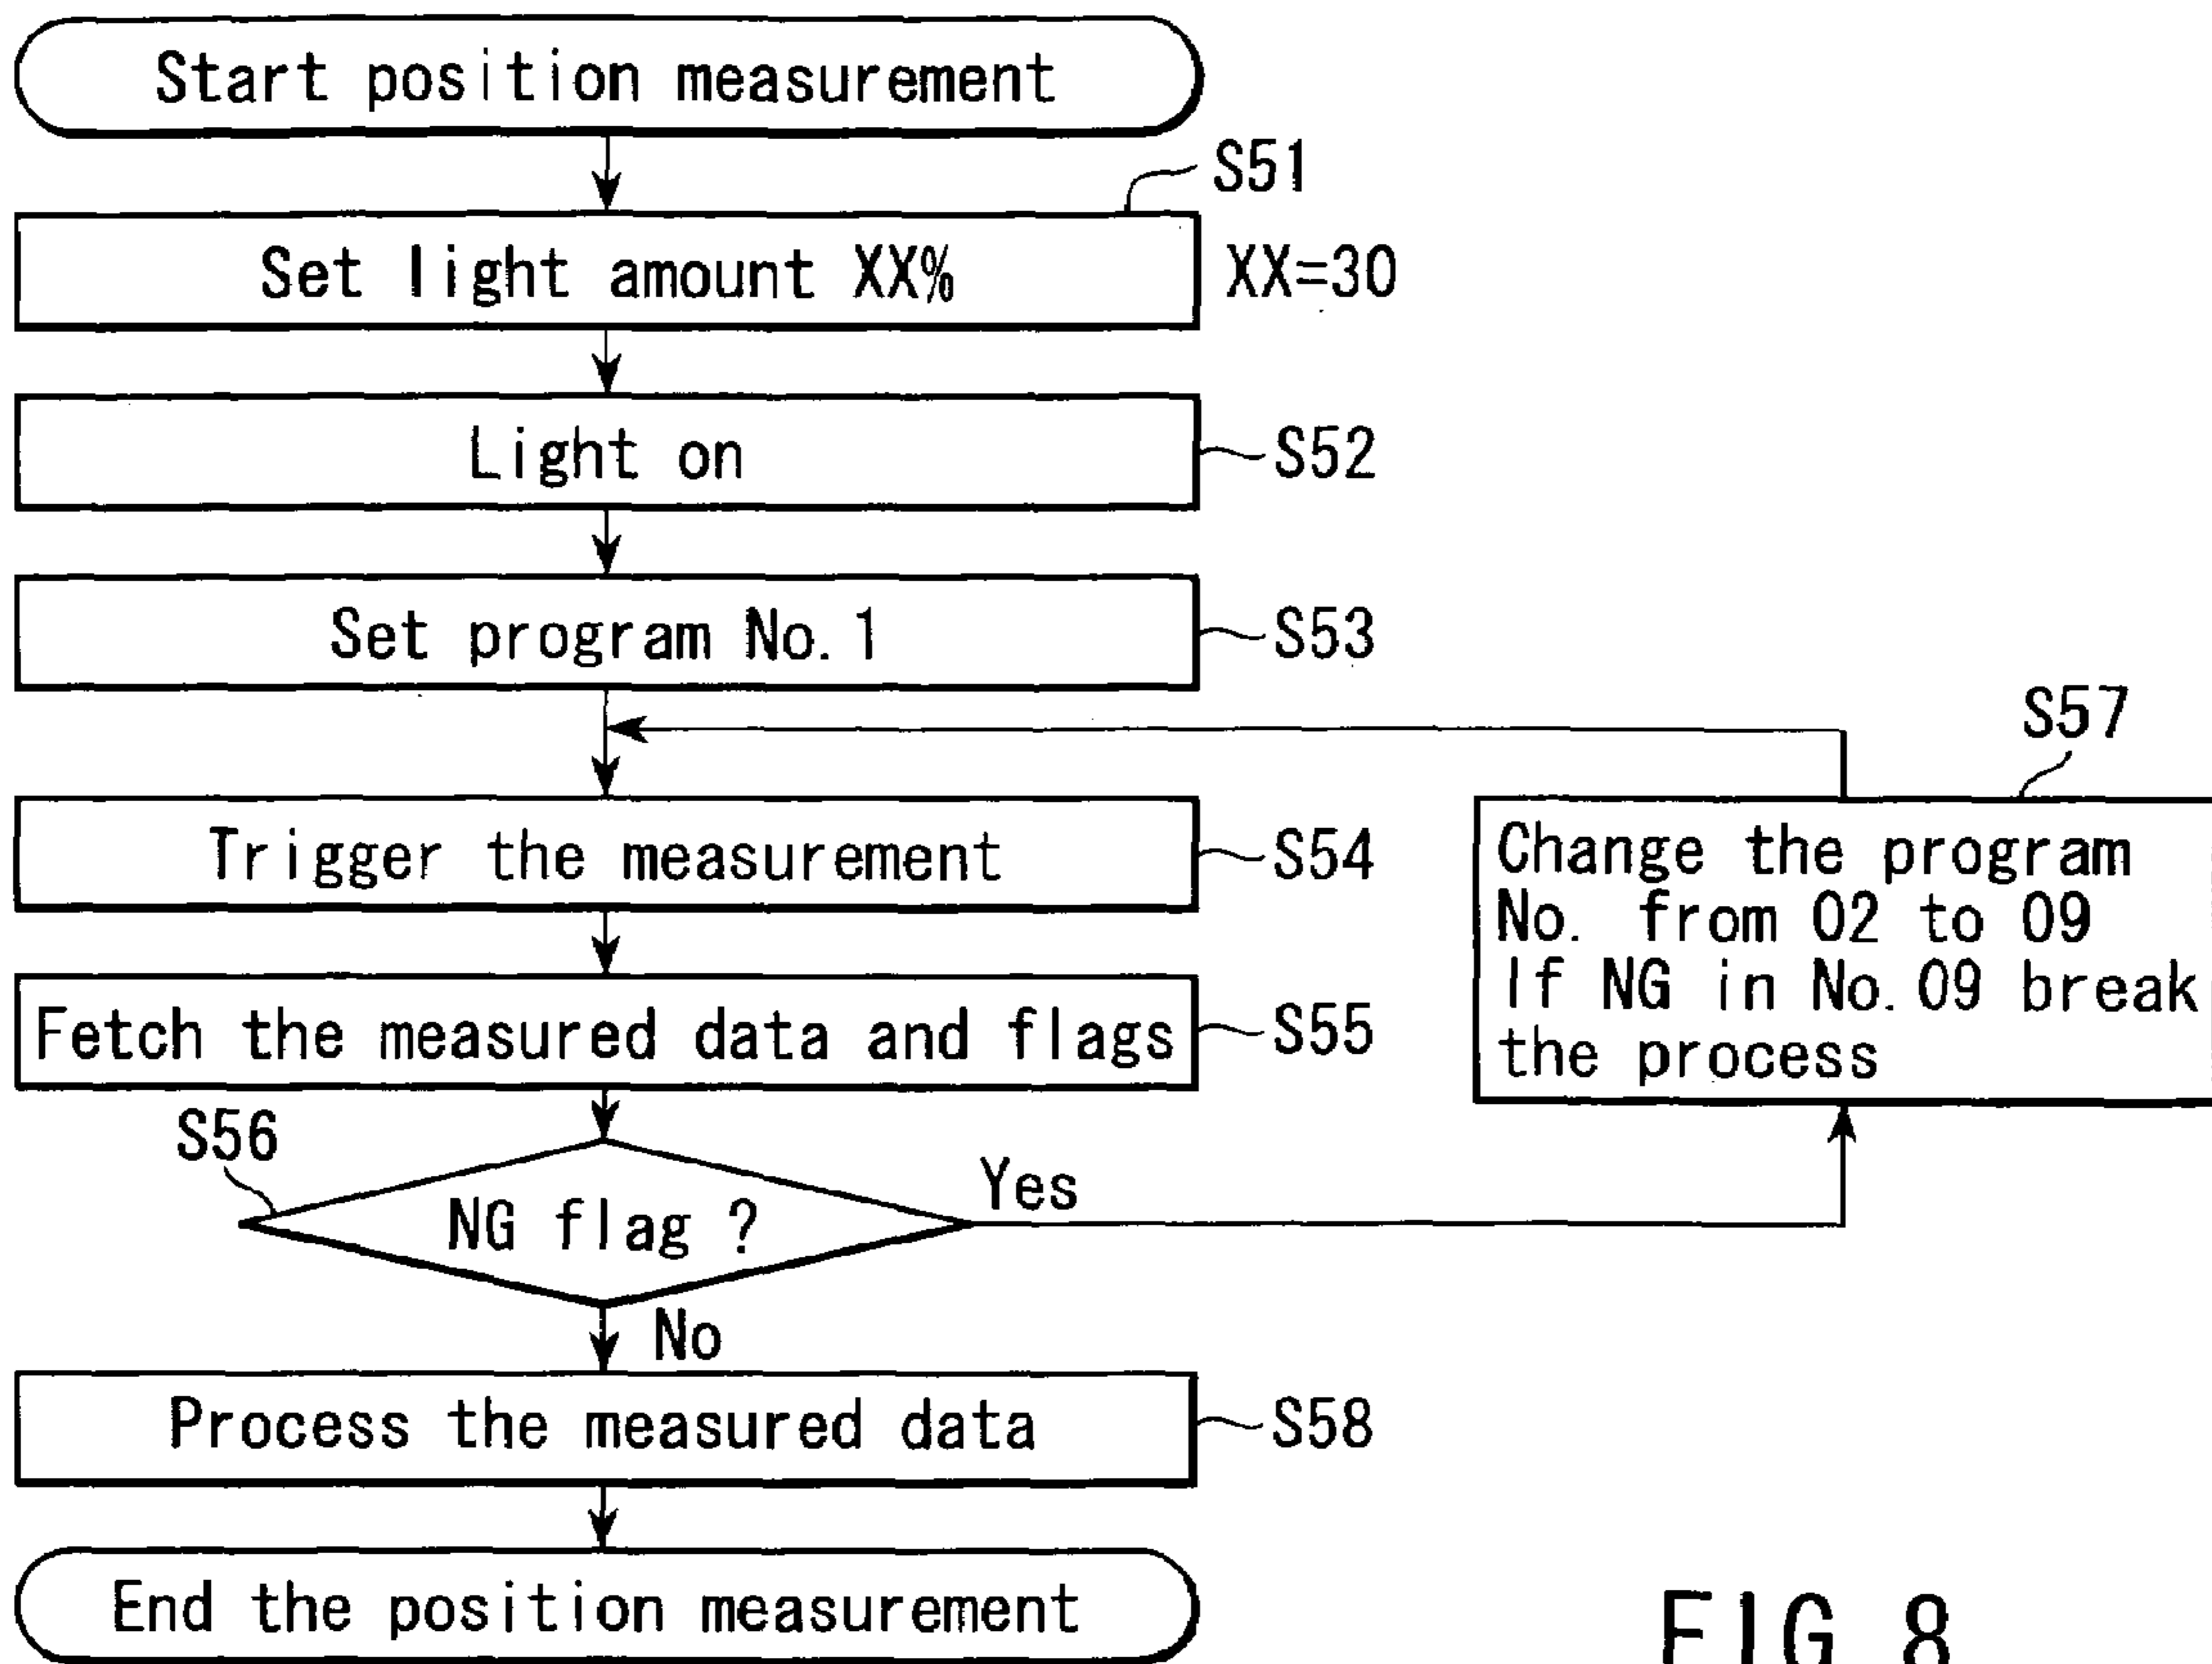 Start position measurement
S51
Set light amount XX%
XX=30
Light on
S52
Set program No.1
S53
S57
Trigger the measurement
S54
Change the program
No. from 02 to 09
If NG in No.09 break
the process
Fetch the measured data and flags
S55
S56
NG flag ?
Yes
No
Process the measured data
S58
End the position measurement
FIG 8